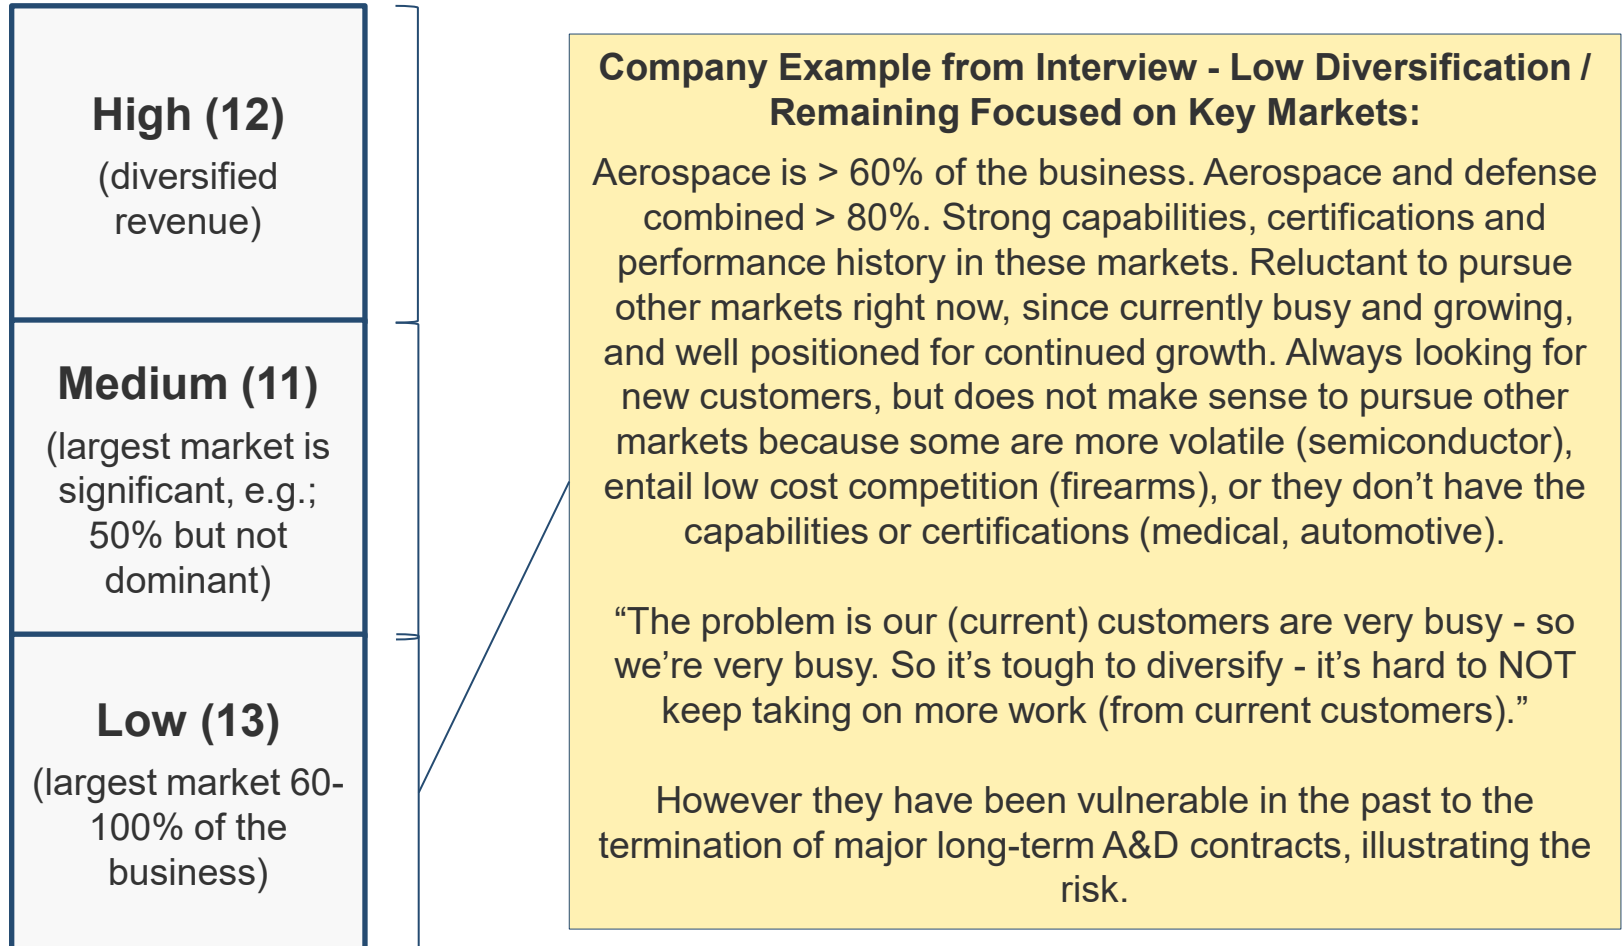 High (12)
(diversified
revenue)
Medium (11)
(largest market is
significant, e.g.;
50% but not
dominant)
Low (13)
(largest market 60-
100% of the
business)
Company Example from Interview - Low Diversification /
Remaining Focused on Key Markets:
Aerospace is > 60% of the business. Aerospace and defense
combined > 80%. Strong capabilities, certifications and
performance history in these markets. Reluctant to pursue
other markets right now, since currently busy and growing,
and well positioned for continued growth. Always looking for
new customers, but does not make sense to pursue other
markets because some are more volatile (semiconductor),
entail low cost competition (firearms), or they don’t have the
capabilities or certifications (medical, automotive).
“The problem is our (current) customers are very busy - so
we’re very busy. So it’s tough to diversify - it’s hard to NOT
keep taking on more work (from current customers).”
However they have been vulnerable in the past to the
termination of major long-term A&D contracts, illustrating the
risk.